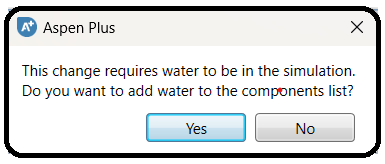 Aspen Plus
This change requires water to be in the simulation.
Do you want to add water to the components list?
Yes
No